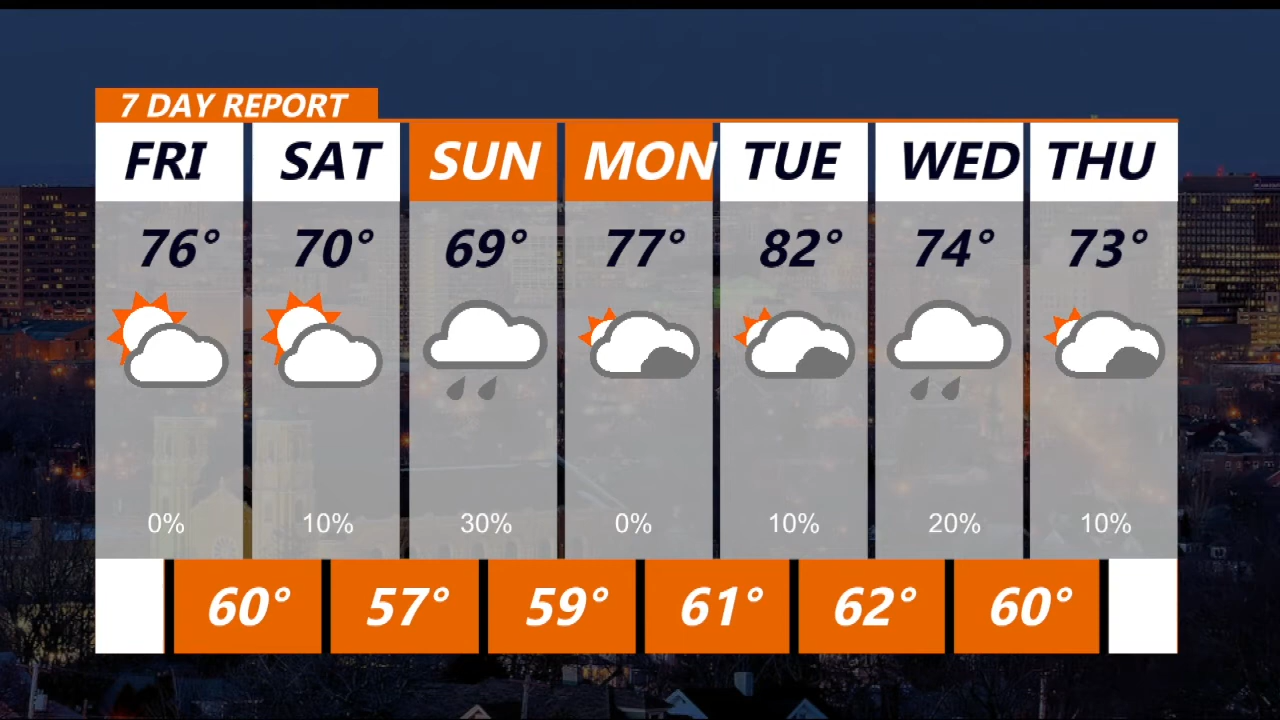 7 DAY REPORT
FRI SAT SUN MON TUE WED THU
76° 70° 69° 77° 82° 74° 73°
0% 10% 30% 0% 10% 20% 10%
60° 57° 59° 61° 62° 60°